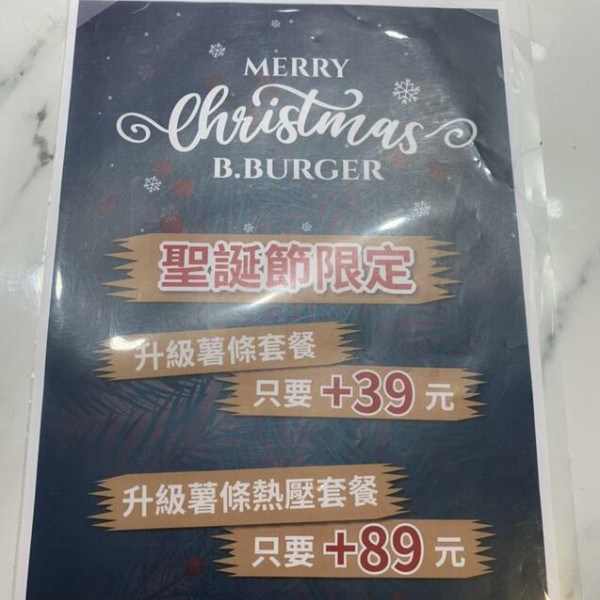 MERRY
Christmas
B.BURGER
聖誕節限定
升級薯條套餐
只要+39元
升級薯條熱壓套餐
只要+89元